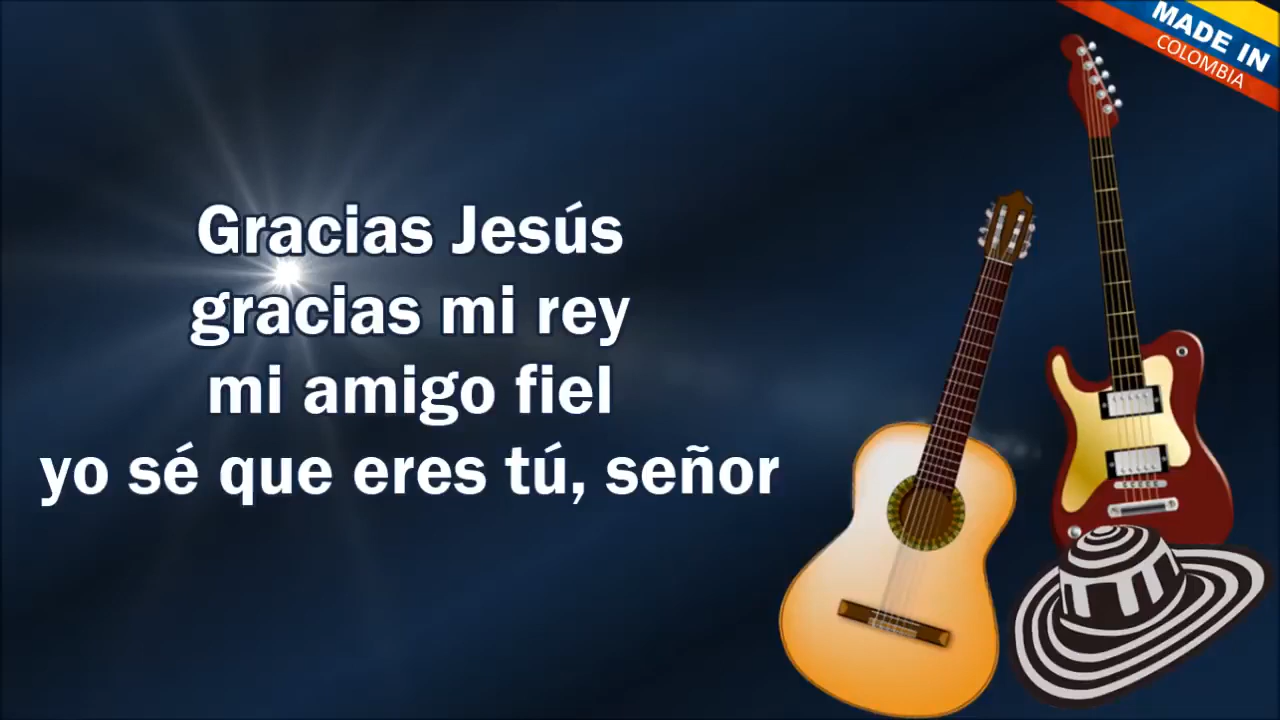 MADE IN
COLOMBIA
Gracias Jesús
gracias mi rey
mi amigo fiel
yo sé que eres tú, señor